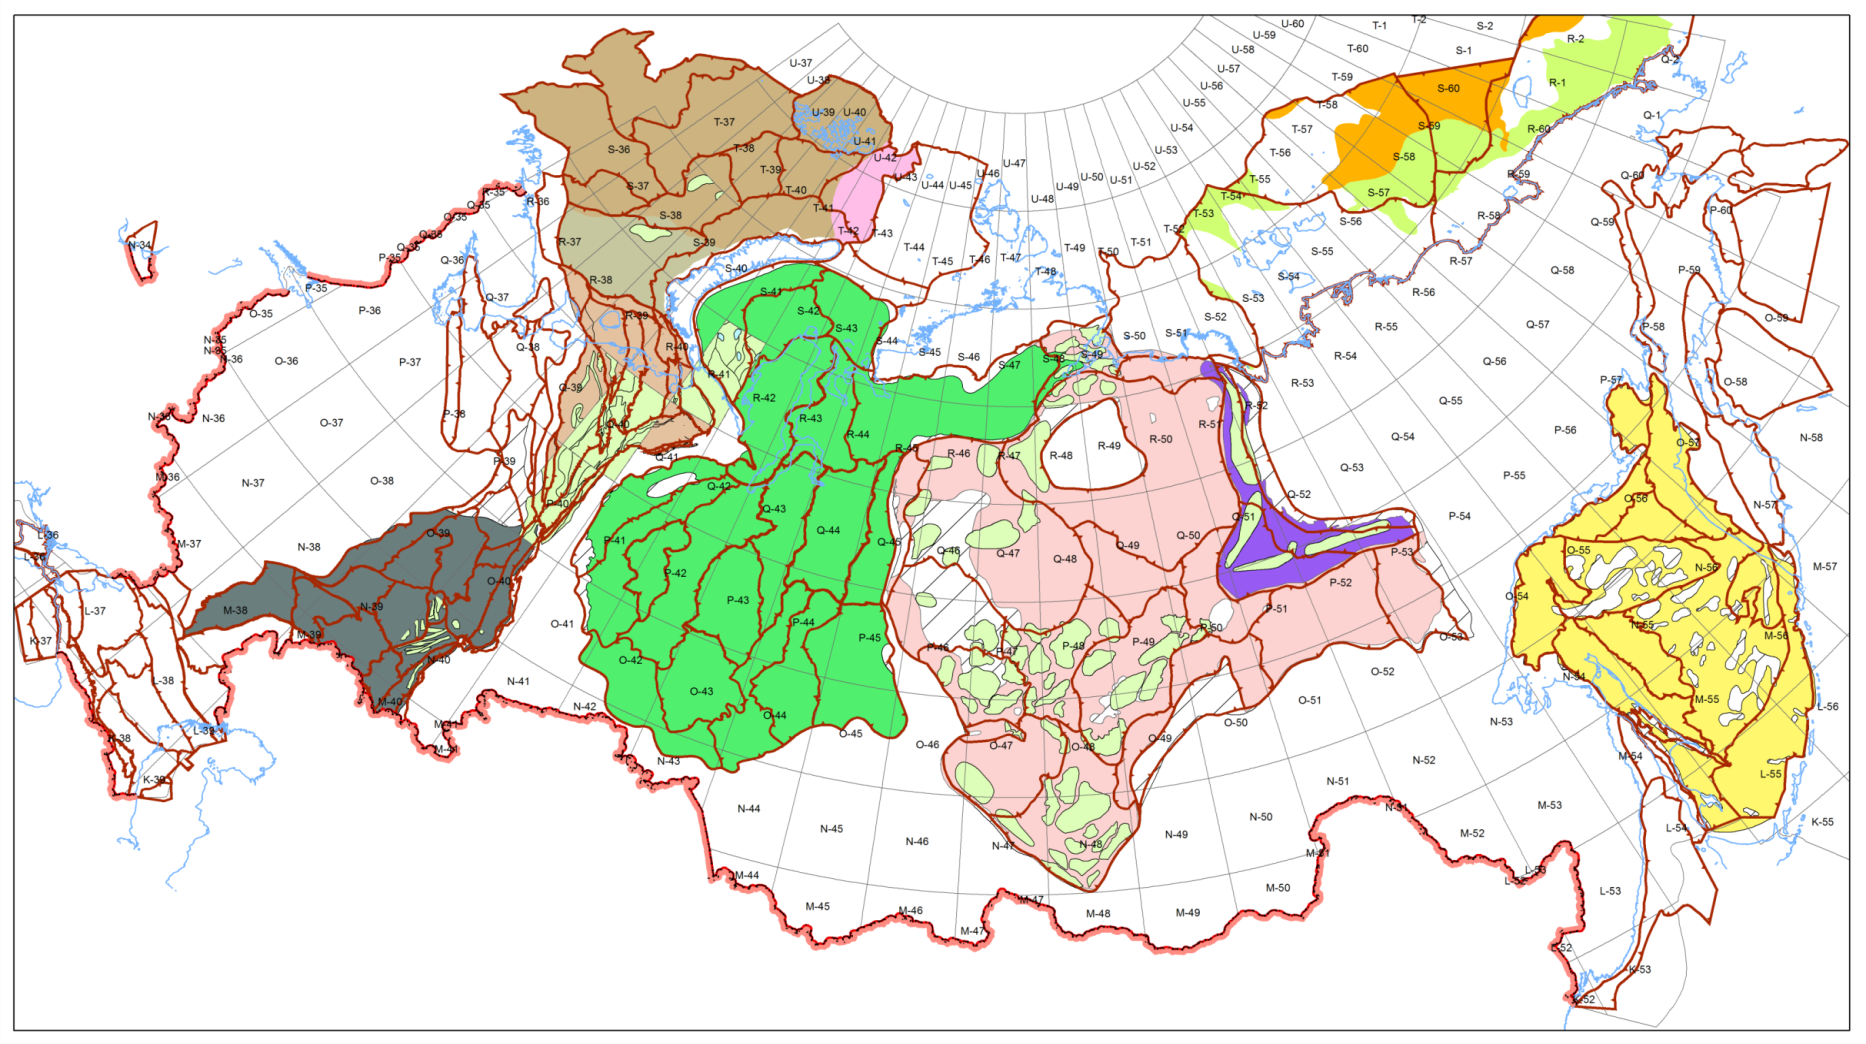 U-60
T-1
T-2
S-2
U-59
R-2
U-58
T-60
S-1
Q-2
U-37
U-57
T-59
U-38
U-56
S-60
R-1
U-39
U-40
U-55
T-58
Q-1
T-37
U-54
T-57
S-59
R-60
U-41
S-36
T-38
U-53
T-56
S-58
U-42
U-47
U-52
T-39
U-46
U-50
U-51
T-55
R-59
Q-60
S-37
T-40
U-43
U-44
U-45
U-49
T-54
S-57
R-35
R-36
U-48
Q-35
T-41
T-53
P-60
Q-35
S-38
R-58
Q-59
S-56
Q-35
T-42
T-43
T-52
N-34
R-37
S-39
T-44
T-49
T-51
S-55
Q-35
T-50
P-35
Q-36
T-45
T-46
T-47
R-57
S-40
T-48
S-54
Q-58
P-59
P-35
R-38
S-41
R-56
Q-37
S-53
P-36
S-42
O-35
R-39
S-52
O-59
S-43
R-55
Q-57
P-58
S-50
S-51
N-35
Q-38
R-40
S-44
N-35
S-45
S-49
R-54
N-36
O-36
P-37
S-46
S-48
S-47
Q-56
R-41
R-53
P-57
O-58
Q-39
R-42
Q-55
R-52
P-38
N-36
N-36
R-43
O-37
Q-40
R-51
P-56
R-44
R-50
Q-54
N-58
R-49
O-57
R-45
R-46
R-47
R-48
Q-41
P-39
Q-53
M-36
P-55
N-37
O-38
Q-42
Q-52
O-56
P-40
N-57
Q-43
Q-51
P-54
L-36
O-39
Q-44
Q-50
P-41
Q-45
M-37
N-38
Q-49
Q-46
Q-47
P-53
O-55
L-36
Q-48
N-56
M-57
P-42
O-40
P-52
O-54
P-43
N-39
P-51
M-38
L-37
O-41
P-44
P-50
N-55
P-45
O-53
M-56
K-37
M-39
P-49
P-46
P-47
P-48
N-40
O-42
O-52
N-54
L-38
N-41
O-43
M-55
M-40
O-51
N-42
L-56
O-44
N-53
M-41
O-50
L-39
O-45
K-38
O-46
O-47
O-48
O-49
M-41
M-54
N-43
N-52
L-55
K-39
N-51
M-53
N-44
N-51
N-50
K-55
N-45
L-54
N-49
M-52
N-46
N-47
N-48
M-51
L-53
M-44
L-52
M-50
L-53
M-47
M-45
M-46
M-48
M-49
M-47
K-53
K-52